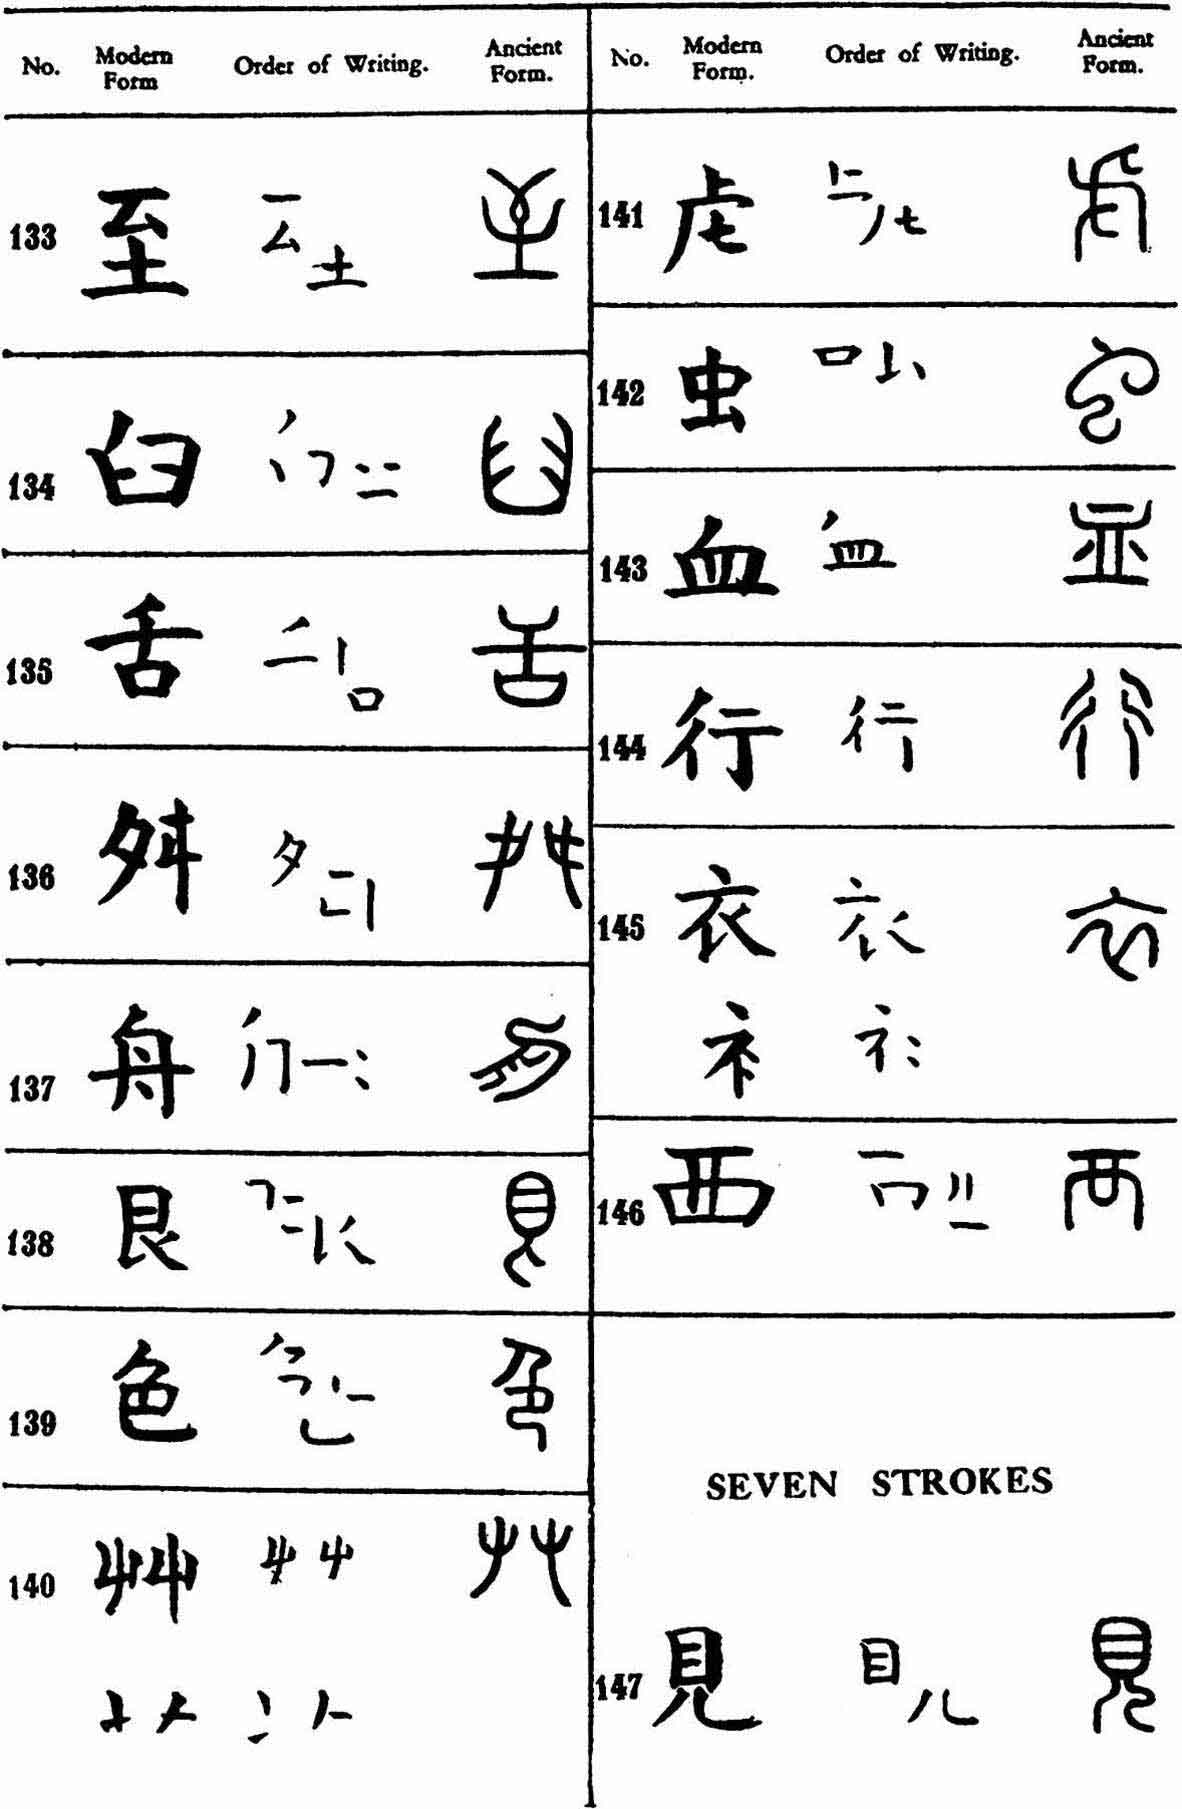 No. Modern Form Order of Writing. Ancient Form.
133 至
134 臼
135 舌
136 舛
137 舟
138 艮
139 色
140 艸
艹
No. Modern Form. Order of Writing. Ancient Form.
141 虍
142 虫
143 血
144 行
145 衣
衤
146 襾
SEVEN STROKES
147 見